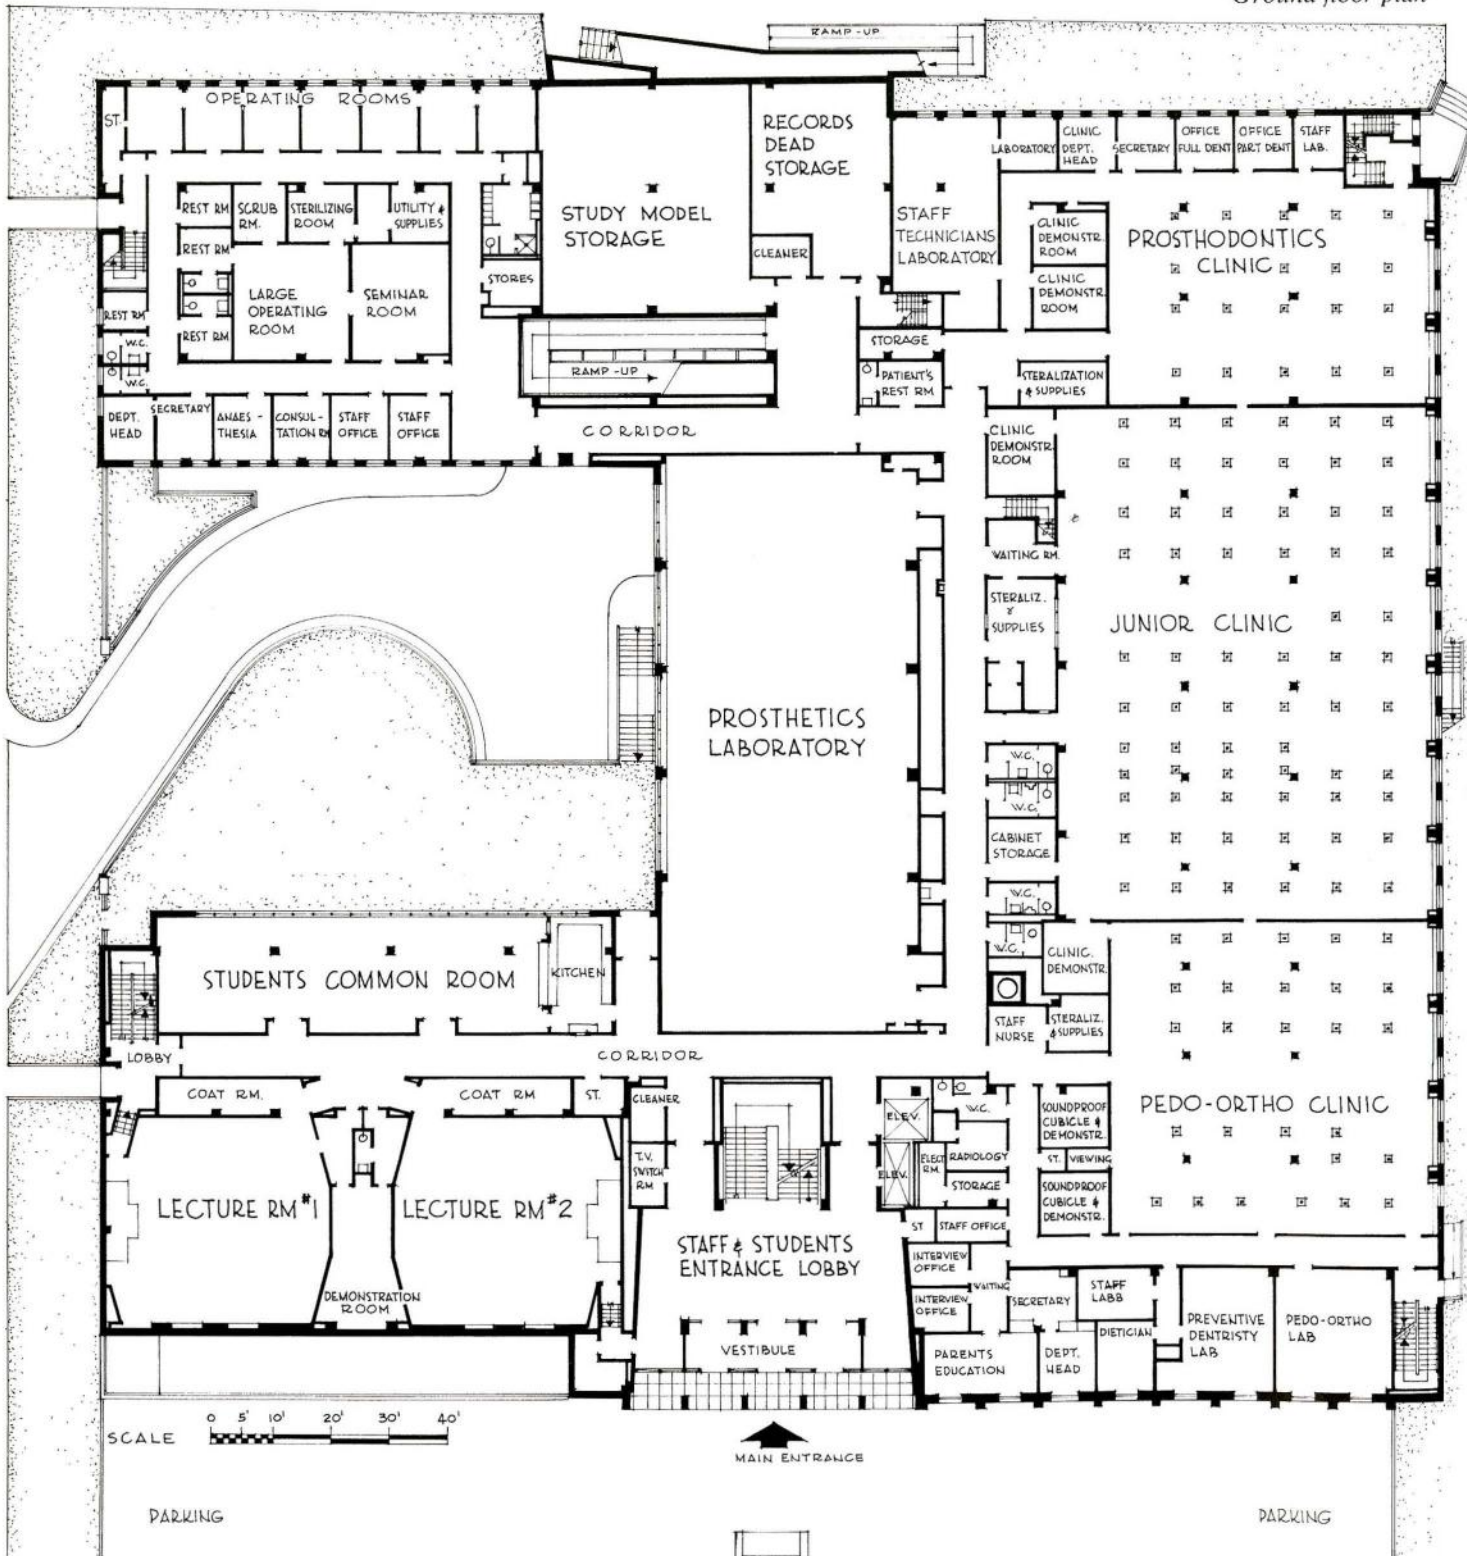 Ground floor plan
RAMP-UP
OPERATING ROOMS
ST.
RECORDS
DEAD
STORAGE
LABORATORY
CLINIC
DEPT.
HEAD
SECRETARY
OFFICE
FULL DENT
OFFICE
PART DENT
STAFF
LAB.
REST RM
SCRUB
RM.
STERILIZING
ROOM
UTILITY &
SUPPLIES
STUDY MODEL
STORAGE
STAFF
TECHNICIANS
LABORATORY
CLINIC
DEMONSTR.
ROOM
PROSTHODONTICS
CLINIC
REST RM
CLEANER
STORES
CLINIC
DEMONSTR.
ROOM
LARGE
OPERATING
ROOM
SEMINAR
ROOM
REST RM
REST RM
W.C.
W.C.
STORAGE
RAMP-UP
PATIENT'S
REST RM
STERALIZATION
& SUPPLIES
DEPT.
HEAD
SECRETARY
ANAES-
THESIA
CONSUL-
TATION RM
STAFF
OFFICE
STAFF
OFFICE
CORRIDOR
CLINIC
DEMONSTR.
ROOM
WAITING RM.
STERALIZ.
&
SUPPLIES
JUNIOR CLINIC
PROSTHETICS
LABORATORY
W.C.
W.C.
CABINET
STORAGE
W.C.
W.C.
CLINIC.
DEMONSTR.
STUDENTS COMMON ROOM
KITCHEN
STAFF
NURSE
STERALIZ.
& SUPPLIES
LOBBY
CORRIDOR
COAT RM.
COAT RM
ST.
CLEANER
ELEV.
W.C.
SOUNDPROOF
CUBICLE &
DEMONSTR.
PEDO-ORTHO CLINIC
T.V.
SWITCH
RM
ELEV.
ELECT
RM.
RADIOLOGY
STORAGE
ST.
VIEWING
SOUNDPROOF
CUBICLE &
DEMONSTR.
LECTURE RM #1
LECTURE RM #2
ST
STAFF OFFICE
STAFF & STUDENTS
ENTRANCE LOBBY
INTERVIEW
OFFICE
WAITING
INTERVIEW
OFFICE
DEMONSTRATION
ROOM
SECRETARY
STAFF
LABB
DIETICIAN
PREVENTIVE
DENTRISTY
LAB
PEDO-ORTHO
LAB
VESTIBULE
PARENTS
EDUCATION
DEPT.
HEAD
SCALE
0 5' 10' 20' 30' 40'
MAIN ENTRANCE
PARKING
PARKING